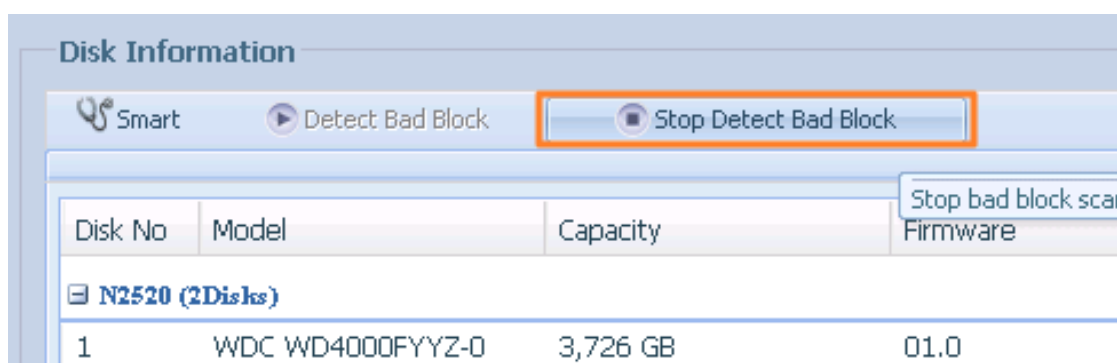 Disk Information
Smart Detect Bad Block Stop Detect Bad Block
Stop bad block
Disk No Model Capacity Firmware
N2520 (2Disks)
1 WDC WD4000FYYZ-0 3,726 GB 01.0